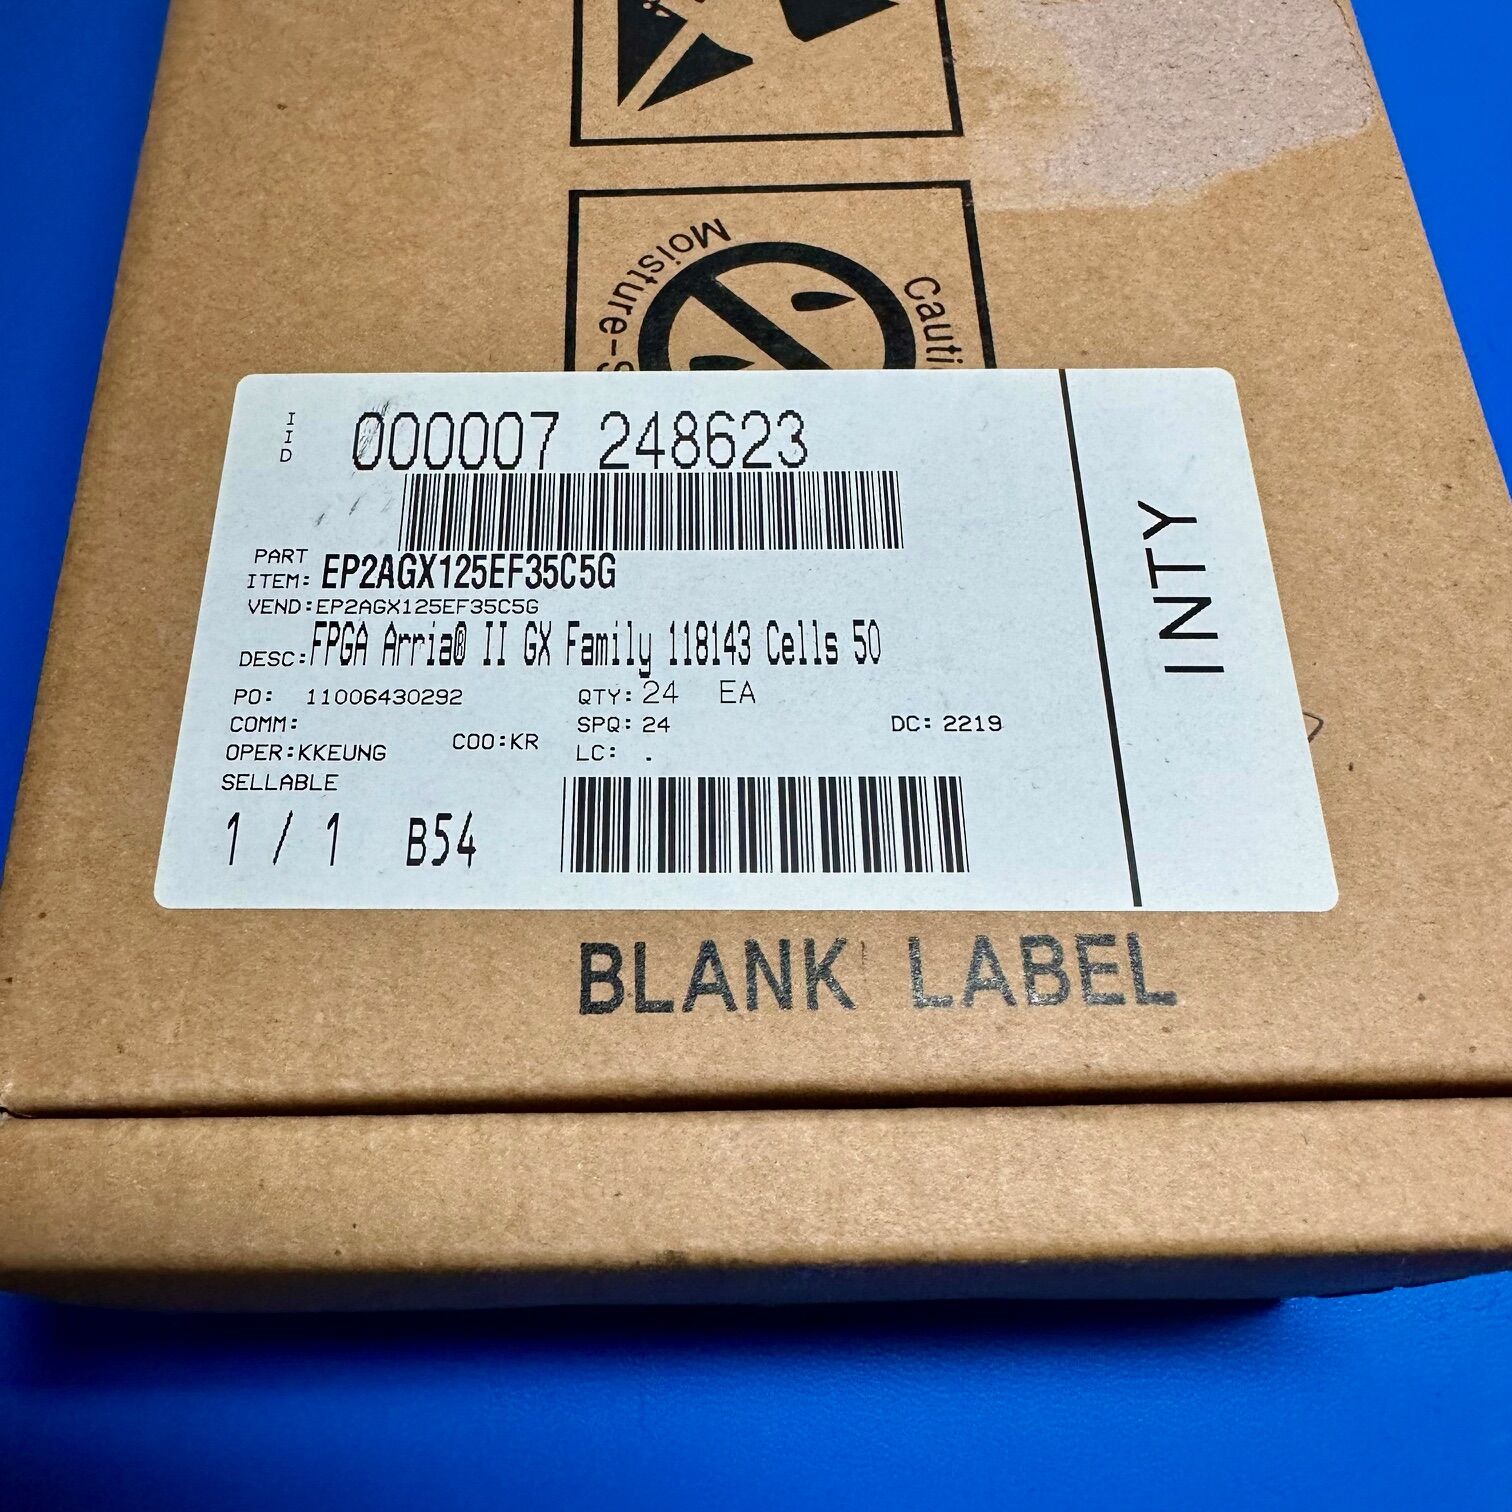 Moisture-S
Cauti
IID
000007 248623
PART
ITEM: EP2AGX125EF35C5G
VEND:EP2AGX125EF35C5G
DESC:FPGA Arria® II GX Family 118143 Cells 50
PO: 11006430292 QTY: 24 EA
COMM: SPQ: 24 DC: 2219
OPER:KKEUNG COO:KR LC: .
SELLABLE
1 / 1 B54
INTY
BLANK LABEL